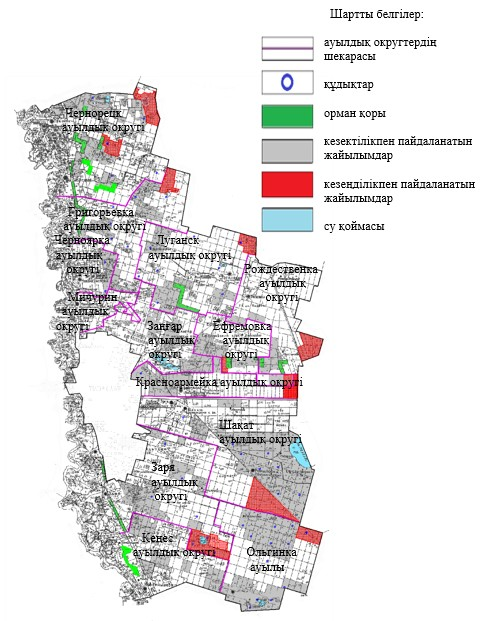 Шартты белгілер:
ауылдық округтердің
шекарасы
құдықтар
орман қоры
кезектілікпен пайдаланатын
жайылымдар
кезеңділікпен пайдаланатын
жайылымдар
су қоймасы
Чернорецк
ауылдық округі
Григорьевка
ауылдық округі
Черноярка
ауылдық
округі
Луганск
ауылдық округі
Рождественка
ауылдық
округі
Мичурин
ауылдық
округі
Заңғар
ауылдық
округі
Ефремовка
ауылдық
округі
Красноармейка ауылдық округі
Шақат
ауылдық округі
Заря
ауылдық
округі
Кеңес
ауылдық округі
Ольгинка
ауылы